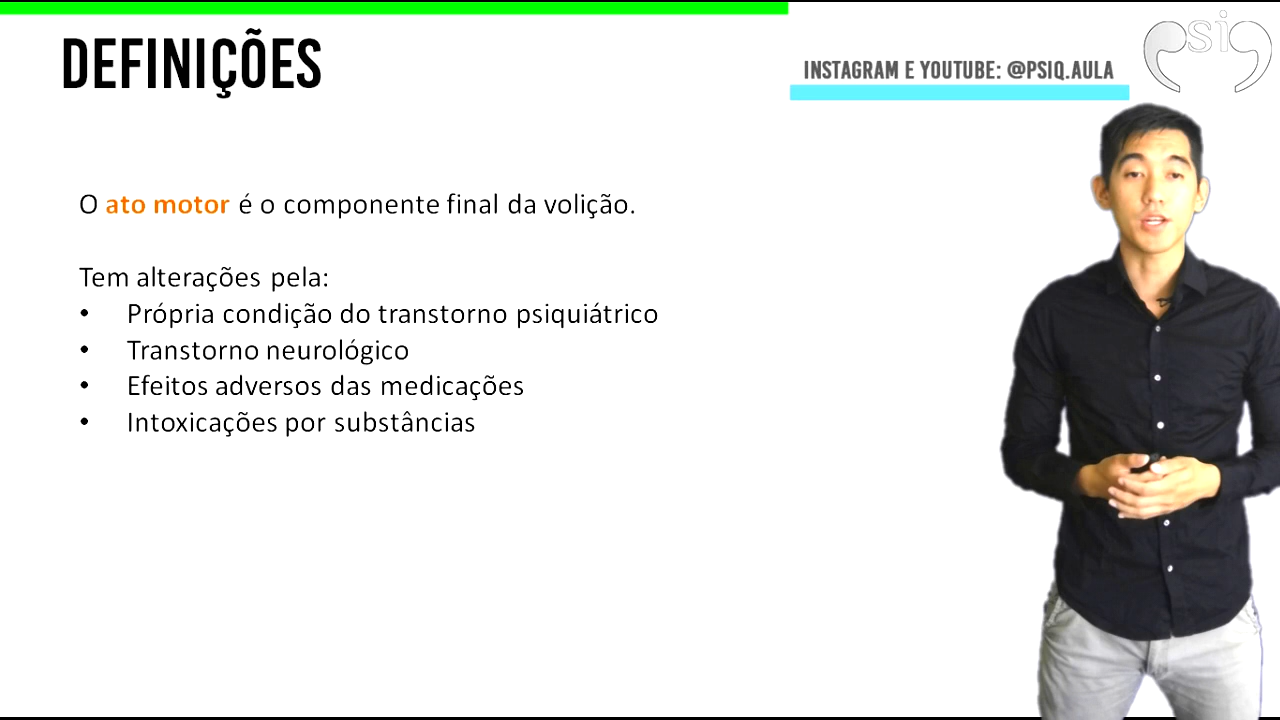 DEFINIÇÕES
INSTAGRAM E YOUTUBE: @PSIQ.AULA
psiq
O ato motor é o componente final da volição.
Tem alterações pela:
• Própria condição do transtorno psiquiátrico
• Transtorno neurológico
• Efeitos adversos das medicações
• Intoxicações por substâncias